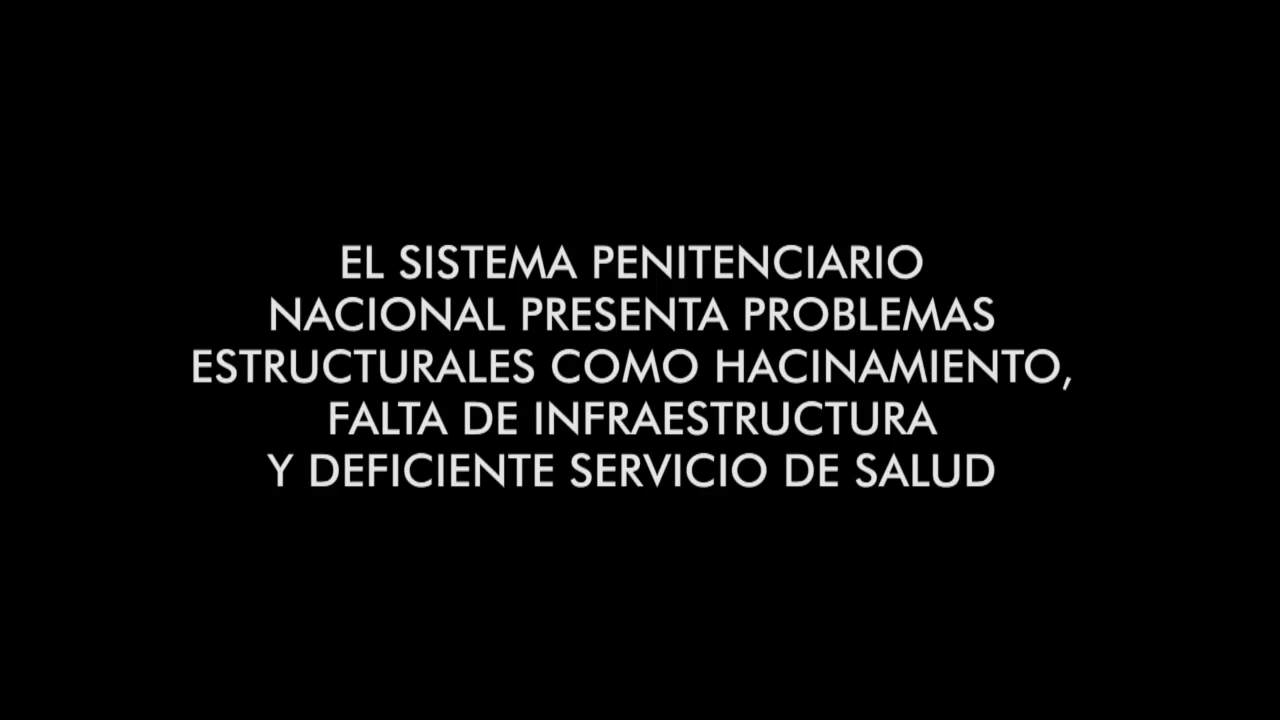 EL SISTEMA PENITENCIARIO
NACIONAL PRESENTA PROBLEMAS
ESTRUCTURALES COMO HACINAMIENTO,
FALTA DE INFRAESTRUCTURA
Y DEFICIENTE SERVICIO DE SALUD